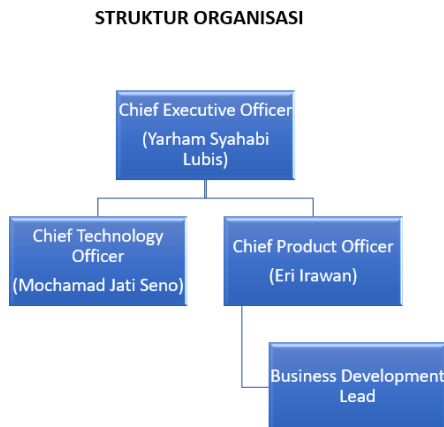 STRUKTUR ORGANISASI
Chief Executive Officer
(Yarham Syahabi
Lubis)
Chief Technology
Officer
(Mochamad Jati Seno)
Chief Product Officer
(Eri Irawan)
Business Development
Lead